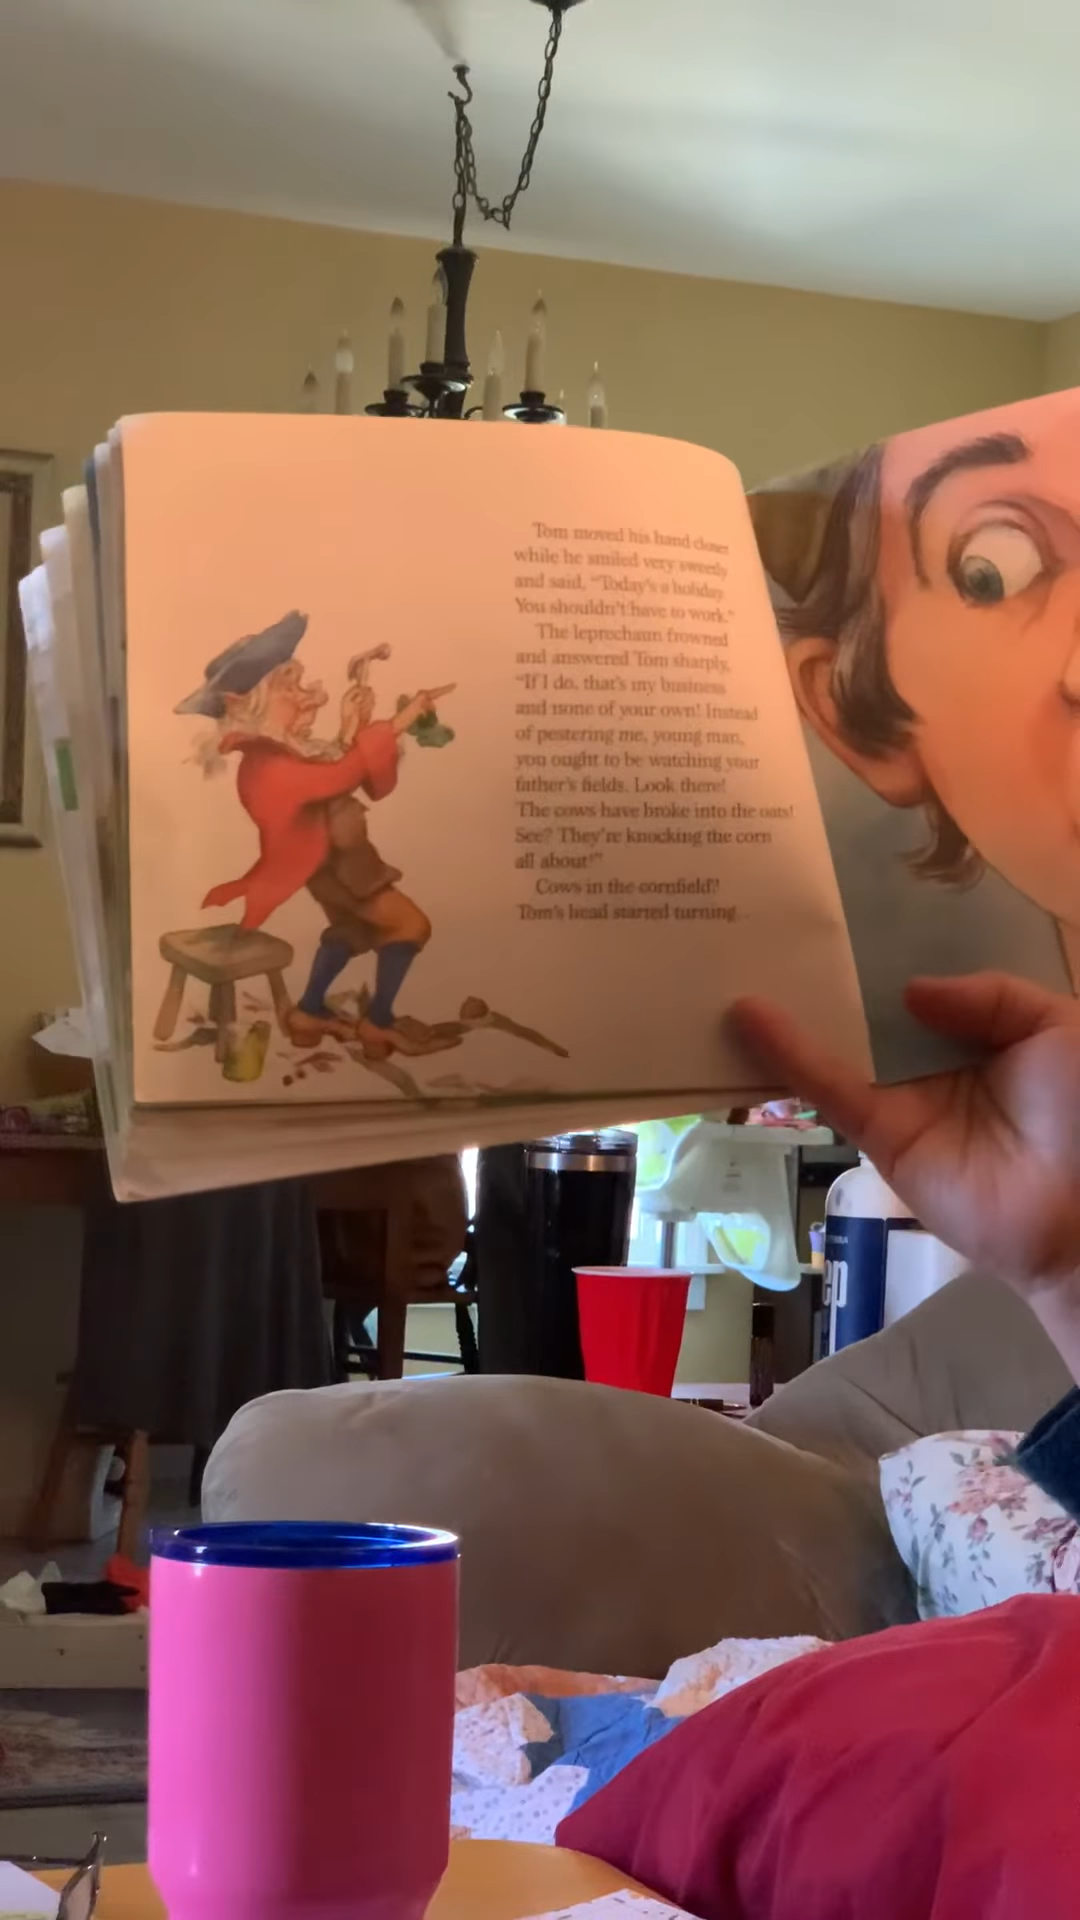 Tom moved his hand closer
while he smiled very sweetly
and said, "Today's a holiday.
You shouldn't have to work."
The leprechaun frowned
and answered Tom sharply,
"If I do, that's my business
and none of your own! Instead
of pestering me, young man,
you ought to be watching your
father's fields. Look there!
The cows have broke into the oats!
See? They're knocking the corn
all about!"
Cows in the cornfield?
Tom's head started turning...
ep